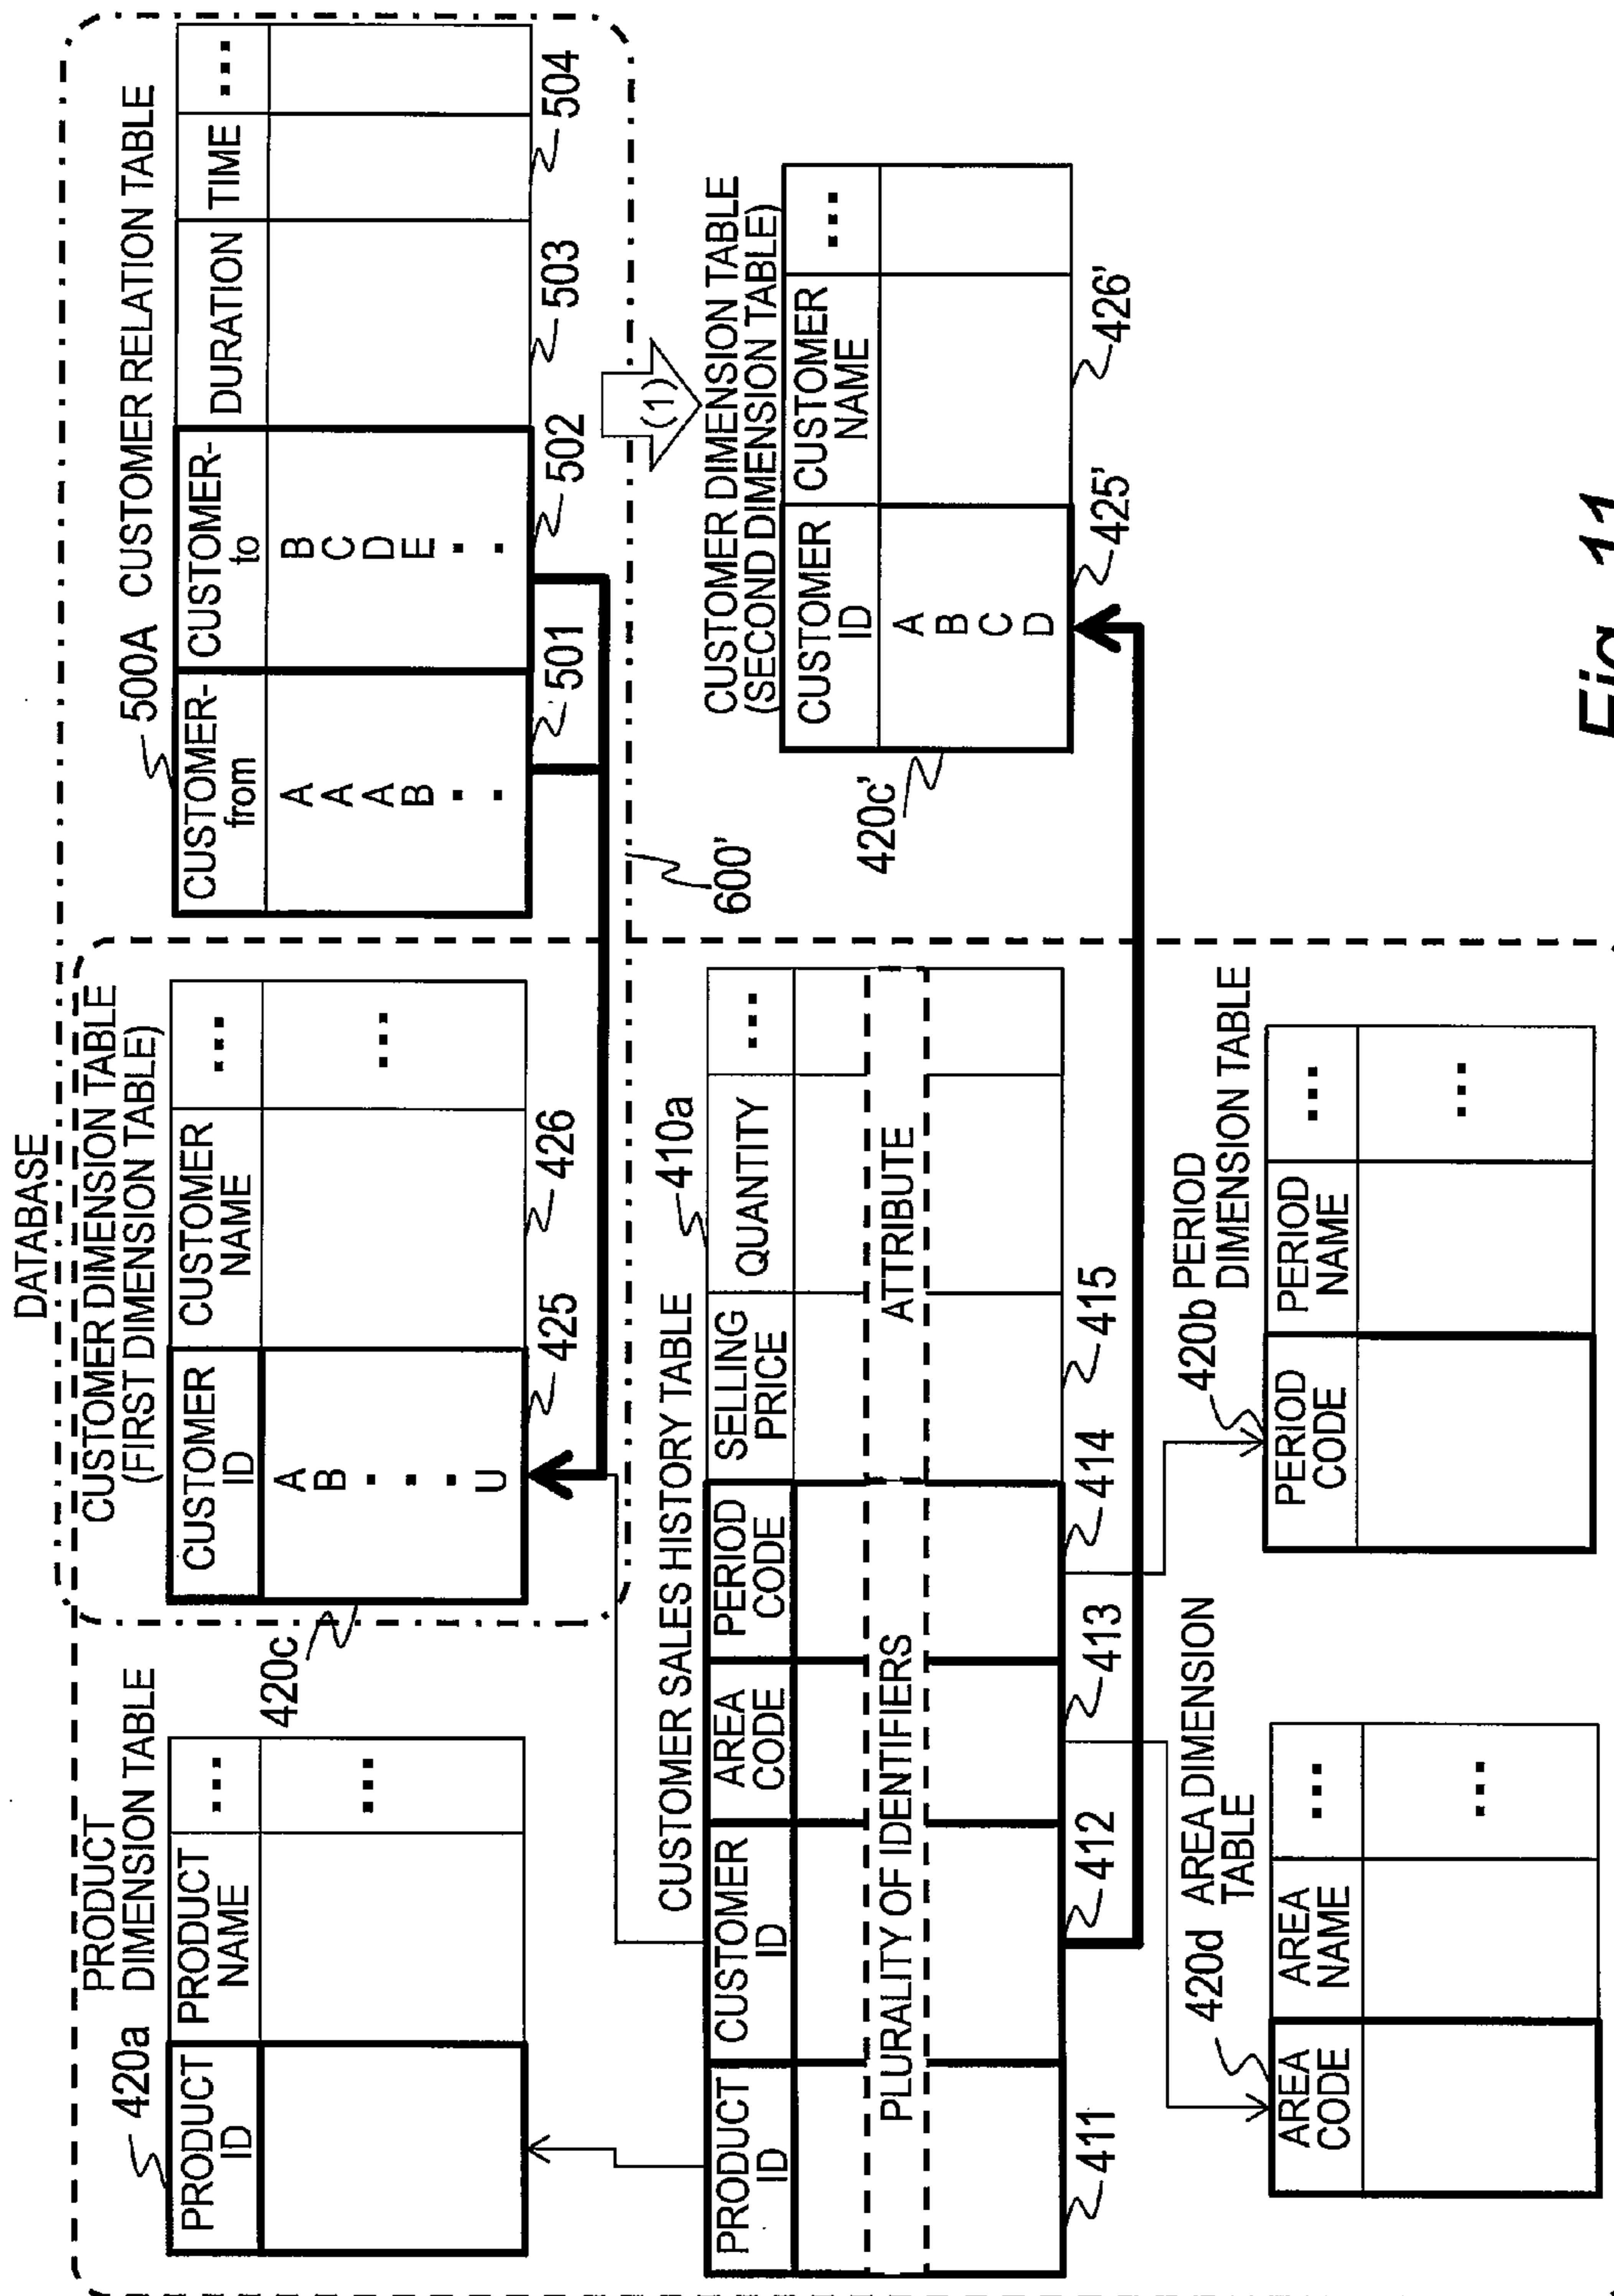 DATABASE
PRODUCT
420a DIMENSION TABLE
PRODUCT ID
PRODUCT NAME
...
...
CUSTOMER DIMENSION TABLE
(FIRST DIMENSION TABLE)
CUSTOMER ID
CUSTOMER NAME
...
A
B
.
.
.
U
...
420c
425
426
500A CUSTOMER RELATION TABLE
CUSTOMER-from
CUSTOMER-to
DURATION
TIME
...
A B
A C
A D
B E
. .
. .
501
502
503
504
600'
(1)
CUSTOMER SALES HISTORY TABLE
410a
PRODUCT ID
CUSTOMER ID
AREA CODE
PERIOD CODE
SELLING PRICE
QUANTITY
...
PLURALITY OF IDENTIFIERS
ATTRIBUTE
411
412
413
414
415
CUSTOMER DIMENSION TABLE
(SECOND DIMENSION TABLE)
CUSTOMER ID
CUSTOMER NAME
...
A
B
C
D
420c'
425'
426'
420d AREA DIMENSION
TABLE
AREA CODE
AREA NAME
...
...
420b PERIOD
DIMENSION TABLE
PERIOD CODE
PERIOD NAME
...
...
Fig. 11